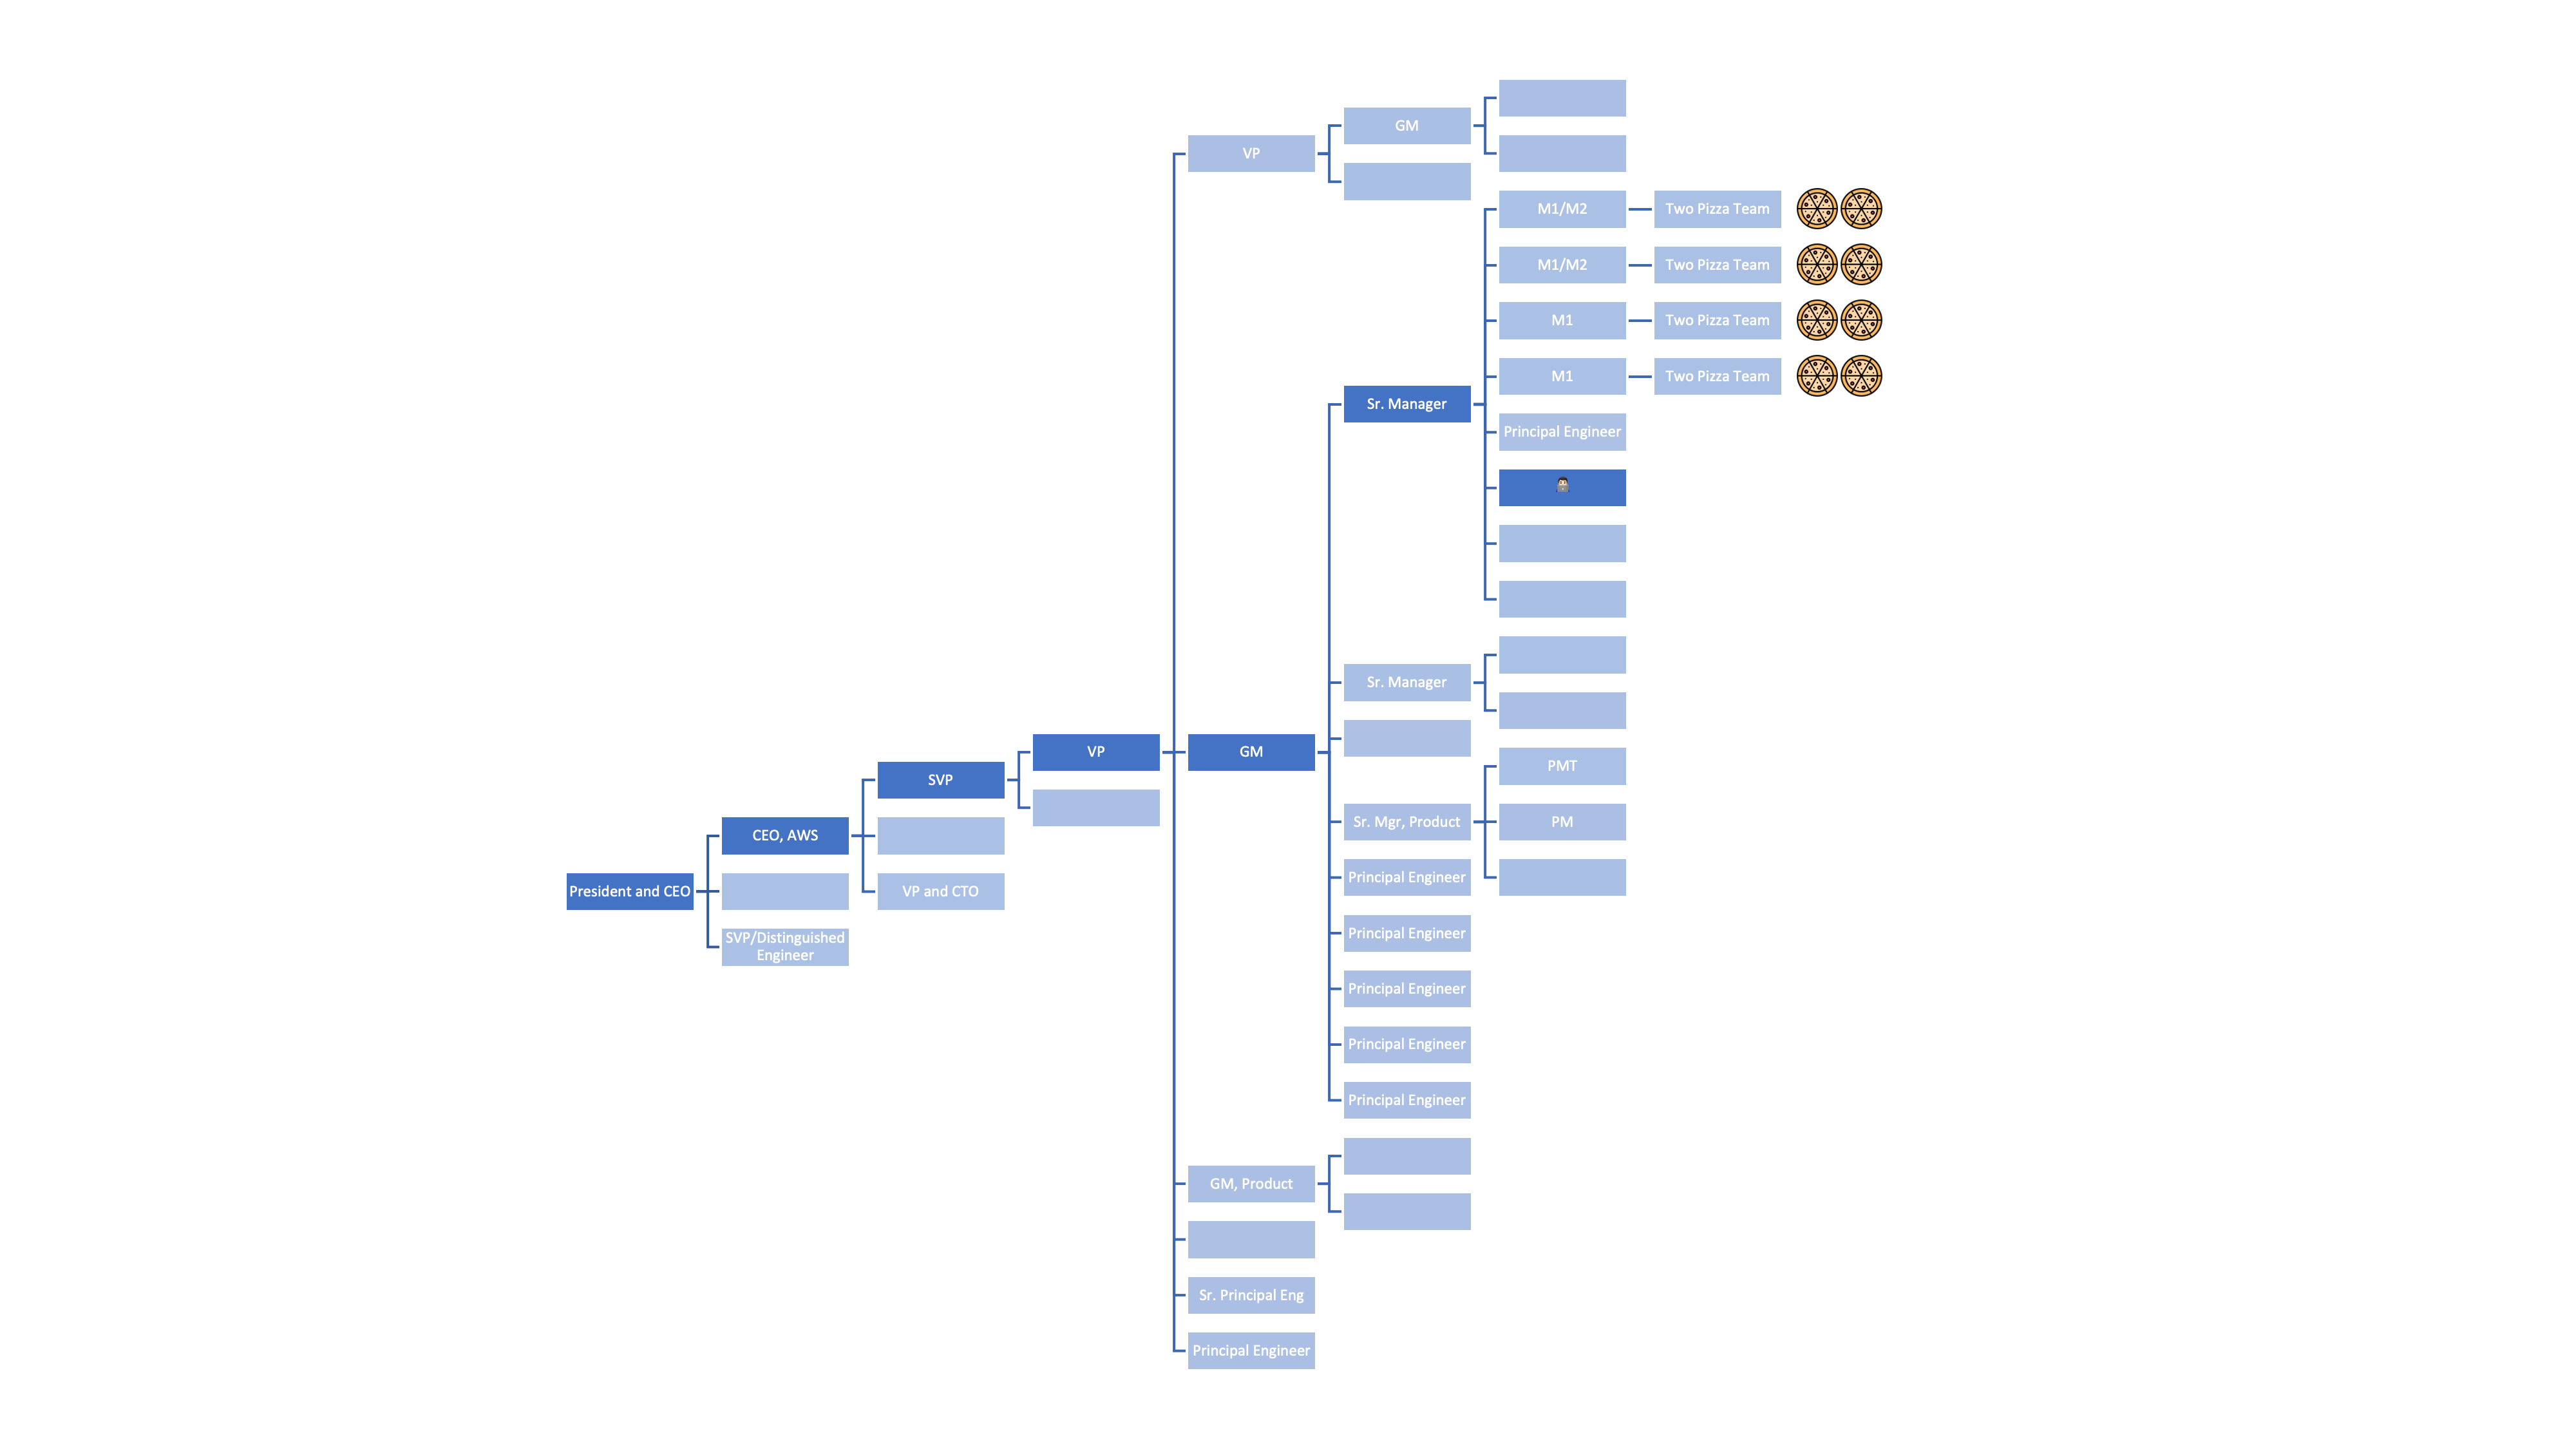 GM
VP
M1/M2
Two Pizza Team
M1/M2
Two Pizza Team
M1
Two Pizza Team
M1
Two Pizza Team
Sr. Manager
Principal Engineer
Sr. Manager
VP
GM
PMT
SVP
Sr. Mgr, Product
PM
CEO, AWS
Principal Engineer
President and CEO
VP and CTO
Principal Engineer
SVP/Distinguished
Engineer
Principal Engineer
Principal Engineer
Principal Engineer
GM, Product
Sr. Principal Eng
Principal Engineer